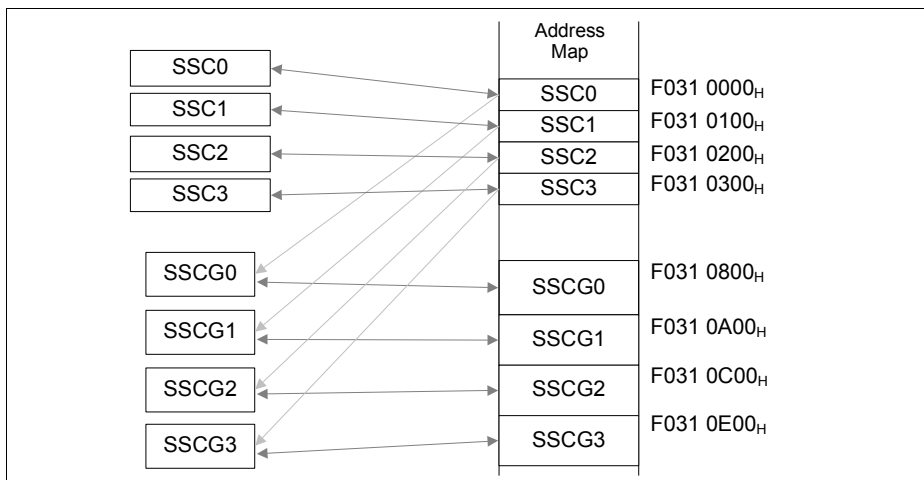 Address
Map
SSC0
SSC0
F031 0000H
SSC1
SSC1
F031 0100H
SSC2
SSC2
F031 0200H
SSC3
SSC3
F031 0300H
SSCG0
SSCG0
F031 0800H
SSCG1
SSCG1
F031 0A00H
SSCG2
SSCG2
F031 0C00H
SSCG3
SSCG3
F031 0E00H